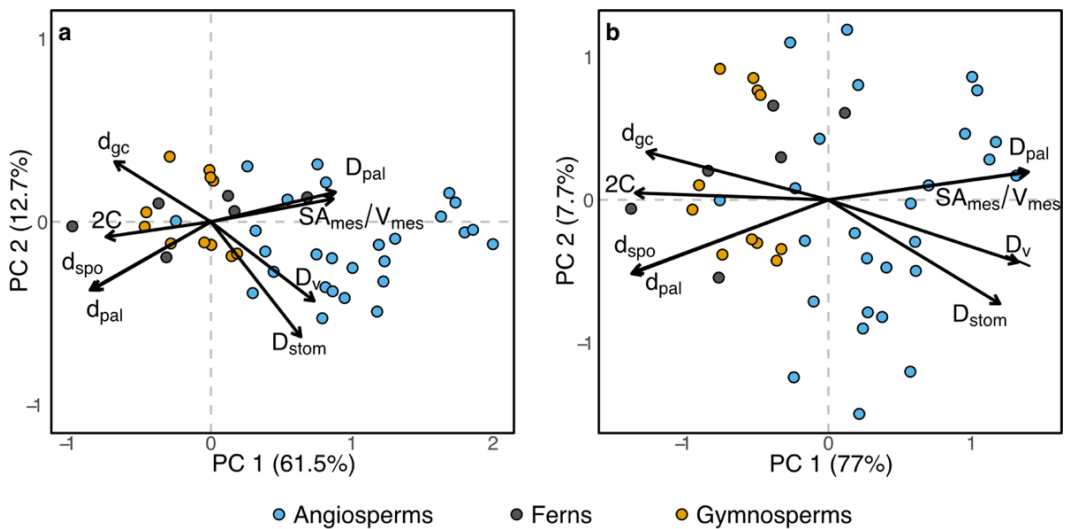 a
1
0
−1
PC 2 (12.7%)
d_gc
2C
d_spo
d_pal
D_pal
SA_mes/V_mes
D_v
D_stom
−1
0
1
2
PC 1 (61.5%)
b
1
0
−1
PC 2 (7.7%)
d_gc
2C
d_spo
d_pal
D_pal
SA_mes/V_mes
D_v
D_stom
−1
0
1
PC 1 (77%)
Angiosperms
Ferns
Gymnosperms